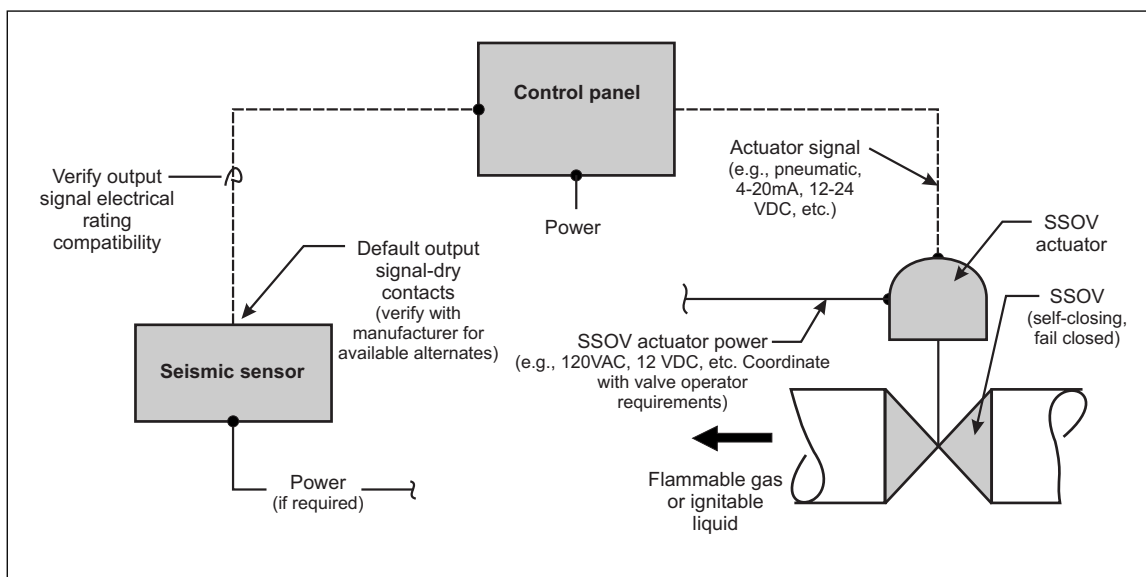 Control panel
Power
Verify output
signal electrical
rating
compatibility
Default output
signal-dry
contacts
(verify with
manufacturer for
available alternates)
Seismic sensor
Power
(if required)
Actuator signal
(e.g., pneumatic,
4-20mA, 12-24
VDC, etc.)
SSOV
actuator
SSOV
(self-closing,
fail closed)
SSOV actuator power
(e.g., 120VAC, 12 VDC, etc. Coordinate
with valve operator
requirements)
Flammable gas
or ignitable
liquid